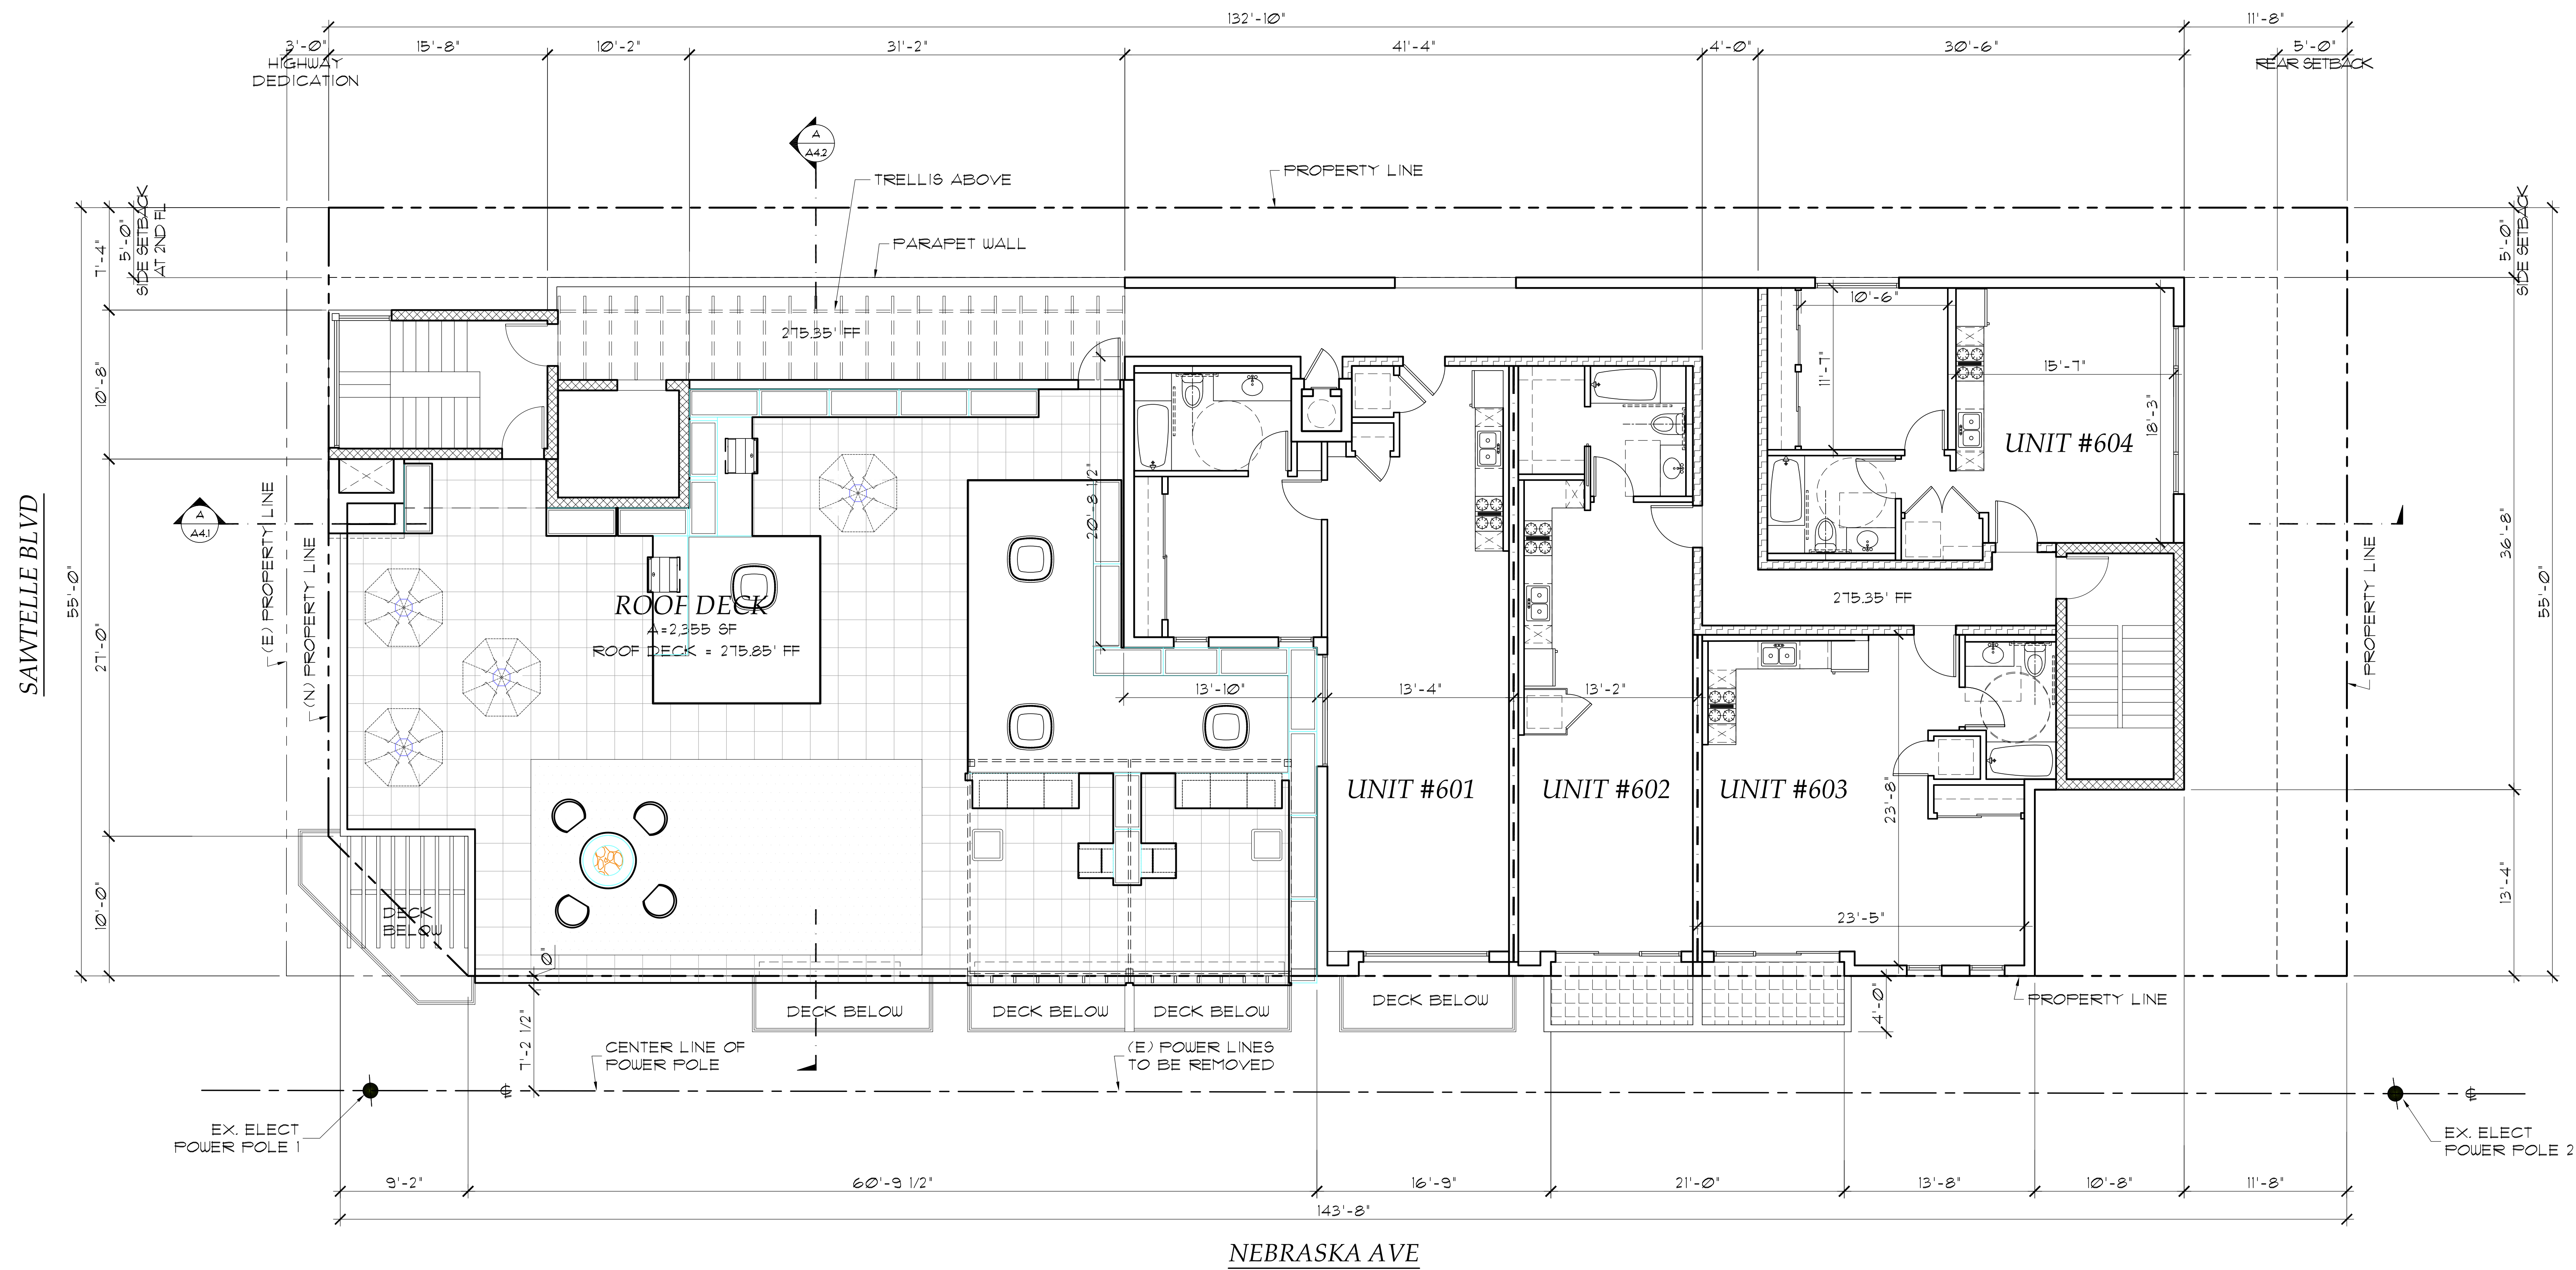 132'-10"
11'-8"
3'-0"
15'-8"
10'-2"
31'-2"
41'-4"
4'-0"
30'-6"
5'-0"
HIGHWAY
DEDICATION
REAR SETBACK
A
A4.2
TRELLIS ABOVE
PROPERTY LINE
PARAPET WALL
5'-0"
SIDE SETBACK
AT 2ND FL
7'-4"
5'-0"
SIDE SETBACK
275.35' FF
10'-6"
11'-7"
15'-7"
18'-3"
10'-8"
UNIT #604
20'-8 1/2"
A
A4.1
SAWTELLE BLVD
55'-0"
27'-0"
(E) PROPERTY LINE
(N) PROPERTY LINE
ROOF DECK
A=2,355 SF
ROOF DECK = 275.85' FF
275.35' FF
36'-8"
55'-0"
PROPERTY LINE
13'-10"
13'-4"
13'-2"
UNIT #601
UNIT #602
UNIT #603
23'-8"
23'-5"
10'-0"
13'-4"
DECK
BELOW
0"
DECK BELOW
DECK BELOW
DECK BELOW
DECK BELOW
4'-0"
PROPERTY LINE
7'-2 1/2"
CENTER LINE OF
POWER POLE
(E) POWER LINES
TO BE REMOVED
EX. ELECT
POWER POLE 1
EX. ELECT
POWER POLE 2
9'-2"
60'-9 1/2"
16'-9"
21'-0"
13'-8"
10'-8"
11'-8"
143'-8"
NEBRASKA AVE